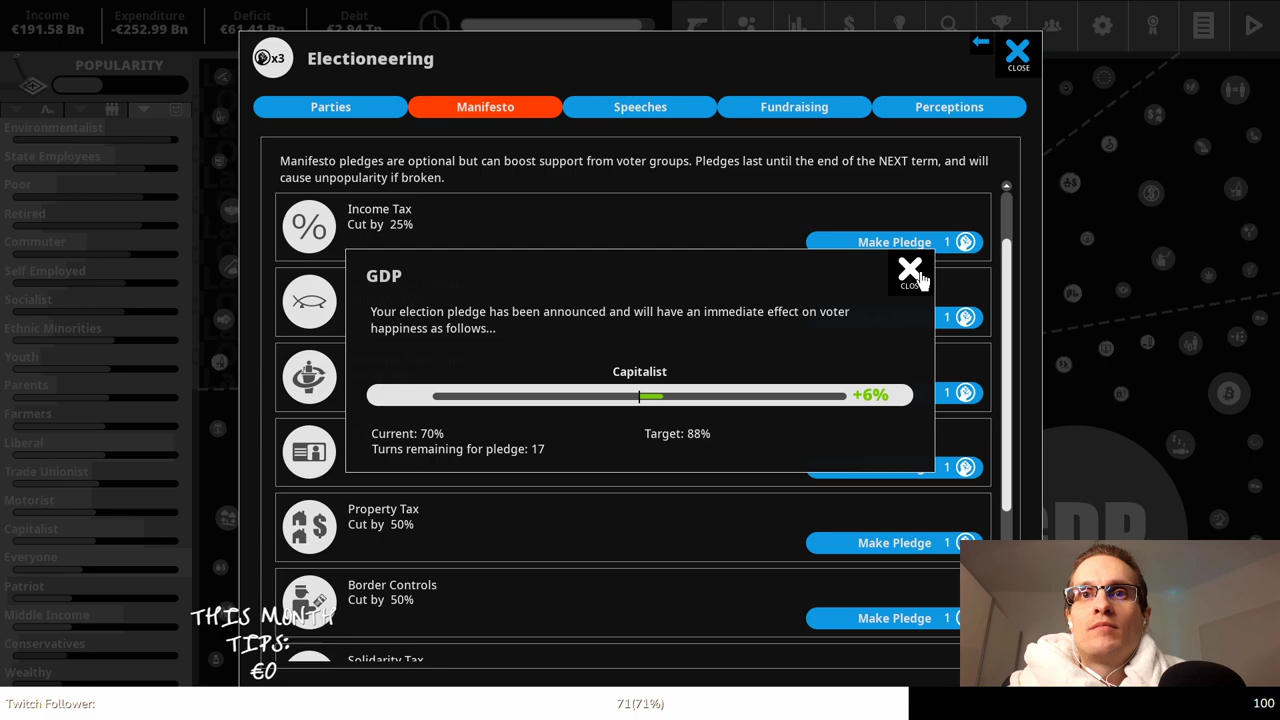 Income
Expenditure
Deficit
Debt
€191.58 Bn
-€252.99 Bn
€61.41 Bn
€2.94 Tn
POPULARITY
Environmentalist
State Employees
Poor
Retired
Commuter
Self Employed
Socialist
Ethnic Minorities
Youth
Parents
Farmers
Liberal
Trade Unionist
Motorist
Capitalist
Everyone
Patriot
Middle Income
Conservatives
Wealthy
x3
Electioneering
CLOSE
Parties
Manifesto
Speeches
Fundraising
Perceptions
Manifesto pledges are optional but can boost support from voter groups. Pledges last until the end of the NEXT term, and will
cause unpopularity if broken.
Income Tax
Cut by 25%
Make Pledge 1
GDP
Your election pledge has been announced and will have an immediate effect on voter
happiness as follows...
Capitalist
+6%
Current: 70%
Target: 88%
Turns remaining for pledge: 17
1
1
1
Property Tax
Cut by 50%
Make Pledge 1
Border Controls
Cut by 50%
Make Pledge 1
Solidarity Tax
GDP
THIS MONTH
TIPS:
€0
Twitch Follower:
71(71%)
100